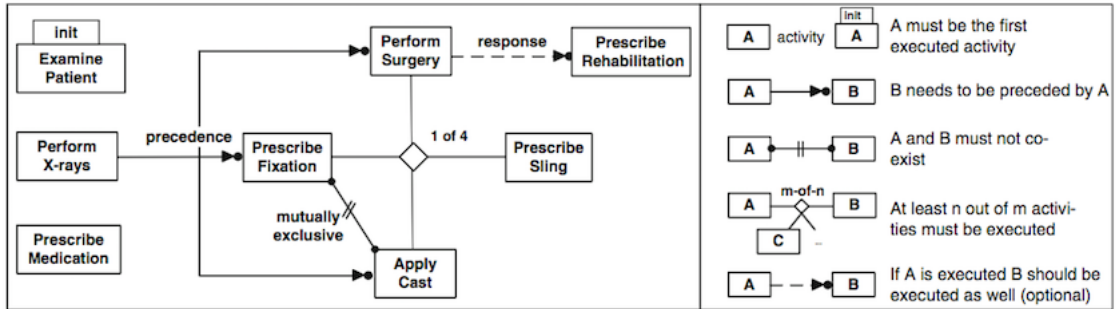 init
Examine
Patient
Perform
Surgery
response
Prescribe
Rehabilitation
Perform
X-rays
precedence
Prescribe
Fixation
1 of 4
Prescribe
Sling
mutually
exclusive
Prescribe
Medication
Apply
Cast
A activity
init
A
A must be the first
executed activity
A
B
B needs to be preceded by A
A
B
A and B must not co-
exist
m-of-n
A
B
C
...
At least n out of m activi-
ties must be executed
A
B
If A is executed B should be
executed as well (optional)